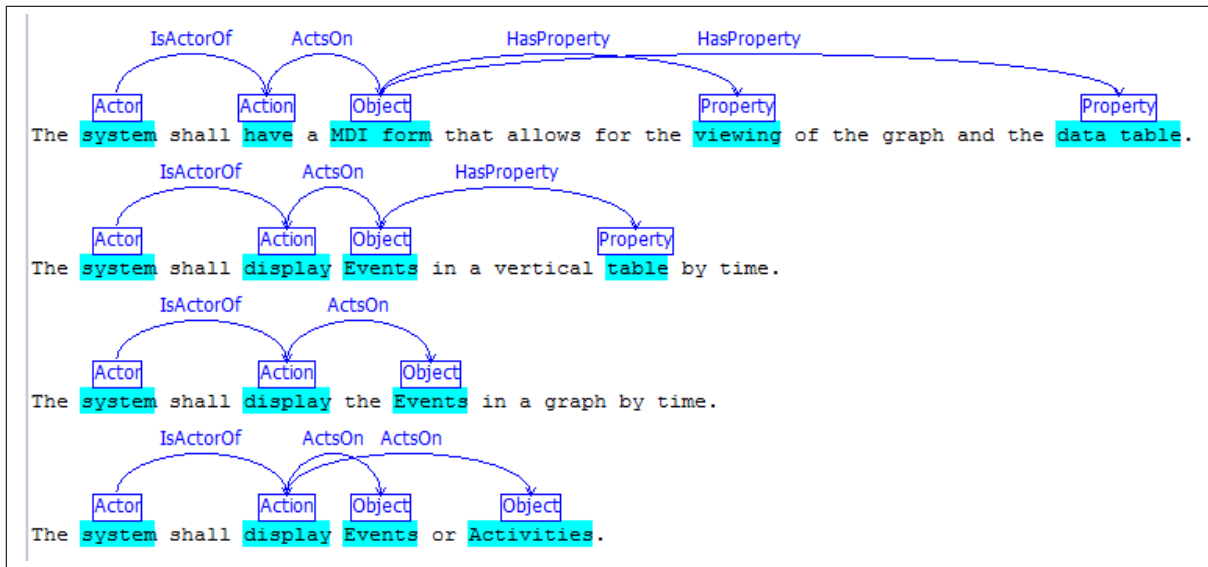 IsActorOf ActsOn HasProperty HasProperty
Actor Action Object Property Property
The system shall have a MDI form that allows for the viewing of the graph and the data table.
IsActorOf ActsOn HasProperty
Actor Action Object Property
The system shall display Events in a vertical table by time.
IsActorOf ActsOn
Actor Action Object
The system shall display the Events in a graph by time.
IsActorOf ActsOn ActsOn
Actor Action Object Object
The system shall display Events or Activities.